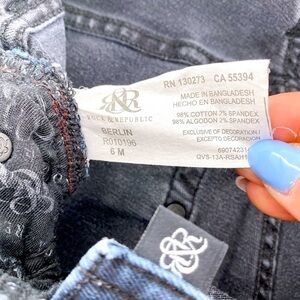 RN 130273 CA 55394
MADE IN BANGLADESH
HECHO EN BANGLADESH
98% COTTON 2% SPANDEX
98% ALGODON 2% SPANDEX
EXCLUSIVE OF DECORATION /
EXCEPTO DECORACION
ROCK & REPUBLIC
BERLIN
R010196
6 M